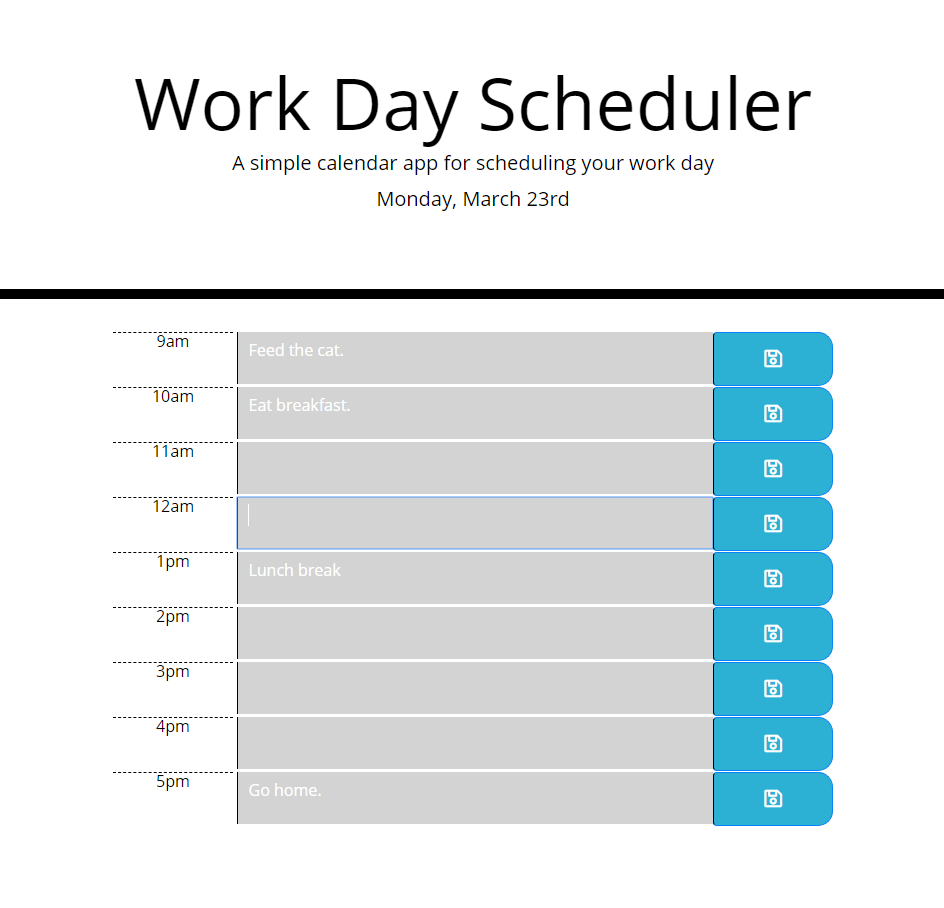 Work Day Scheduler
A simple calendar app for scheduling your work day
Monday, March 23rd
9am Feed the cat.
10am Eat breakfast.
11am
12am
1pm Lunch break
2pm
3pm
4pm
5pm Go home.